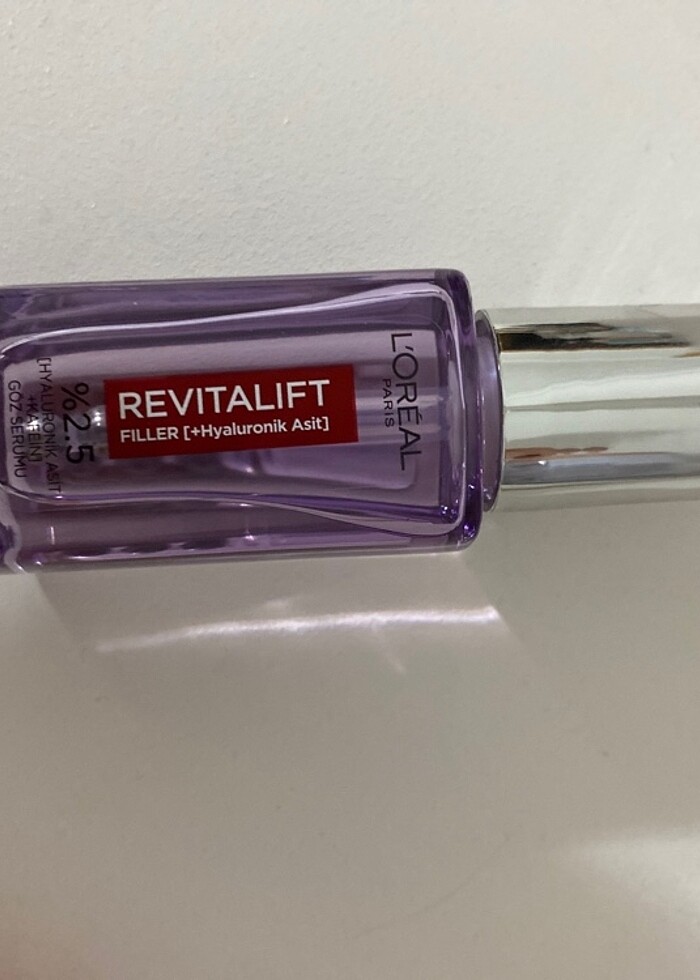 L'ORÉAL
PARIS
REVITALIFT
FILLER [+Hyaluronik Asit]
%2.5
[HYALURONİK ASİT
+KAFEİN]
GÖZ SERUMU